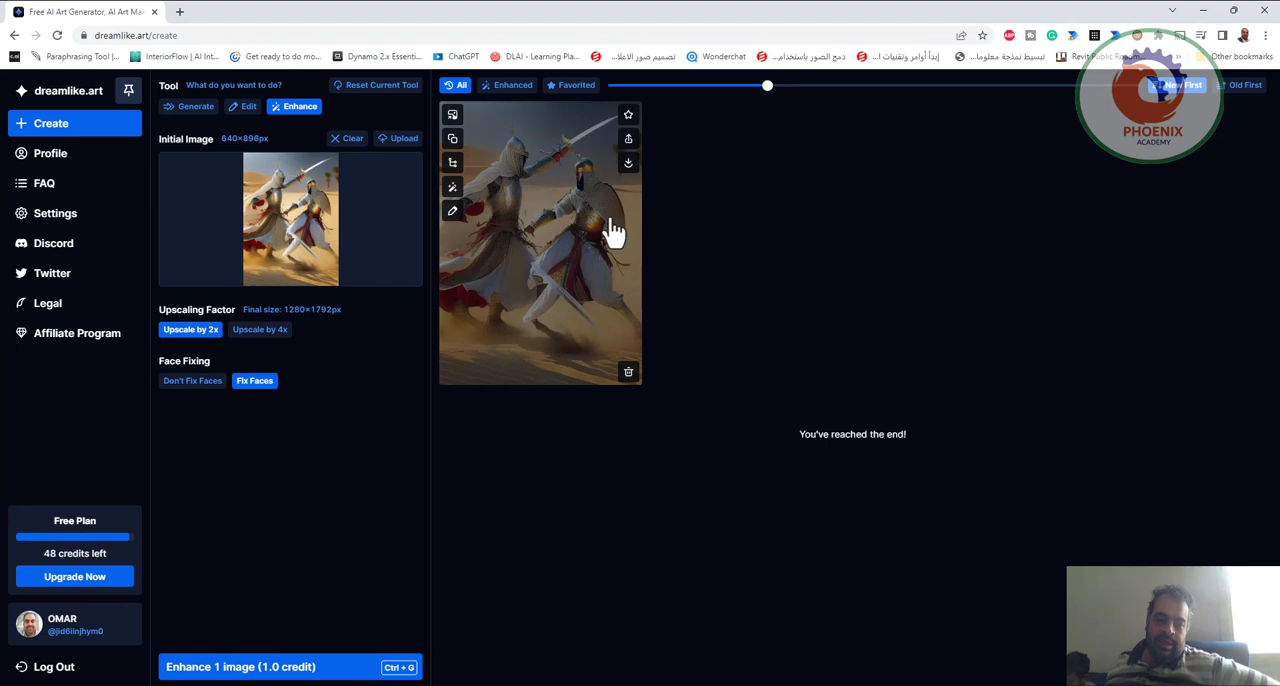 Free AI Art Generator, AI Art Mak
dreamlike.art/create
Paraphrasing Tool |...
InteriorFlow | AI Int...
Get ready to do mo...
Dynamo 2.x Essenti...
ChatGPT
DLAI - Learning Pla...
تصميم صور الاعلا...
Wonderchat
دمج الصور باستخدام...
إبدأ أوامر وتقنيات ا...
تبسيط نمذجة معلوما...
Other bookmarks
dreamlike.art
Create
Profile
FAQ
Settings
Discord
Twitter
Legal
Affiliate Program
Free Plan
48 credits left
Upgrade Now
OMAR
Log Out
Tool What do you want to do? Reset Current Tool
Generate Edit Enhance
Initial Image 640×896px Clear Upload
Upscaling Factor Final size: 1280×1792px
Upscale by 2x Upscale by 4x
Face Fixing
Don't Fix Faces Fix Faces
Enhance 1 image (1.0 credit) Ctrl + G
All Enhanced Favorited New First Old First
You've reached the end!
PHOENIX
ACADEMY